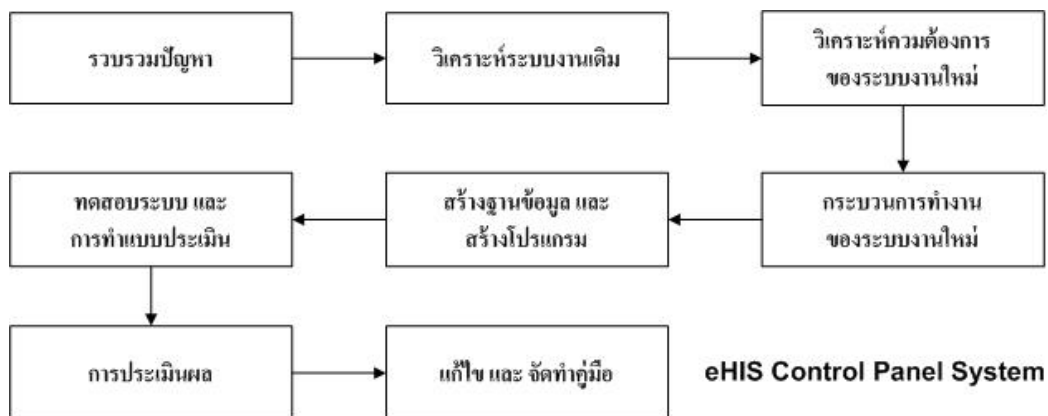 รวบรวมปัญหา
วิเคราะห์ระบบงานเดิม
วิเคราะห์ควมต้องการ
ของระบบงานใหม่
กระบวนการทำงาน
ของระบบงานใหม่
สร้างฐานข้อมูล และ
สร้างโปรแกรม
ทดสอบระบบ และ
การทำแบบประเมิน
การประเมินผล
แก้ไข และ จัดทำคู่มือ
eHIS Control Panel System